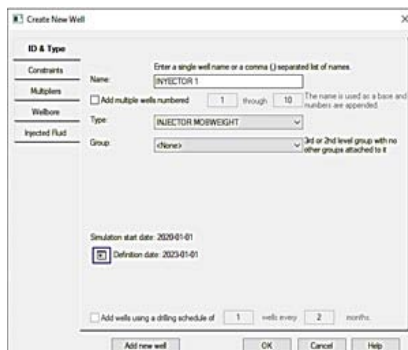 Create New Well
ID & Type
Constraints
Multipliers
Wellbore
Injected Fluid
Enter a single well name or a comma (,) separated list of names.
Name: INYECTOR 1
Add multiple wells numbered 1 through 10 The name is used as a base and numbers are appended.
Type: INJECTOR MOBWEIGHT
Group: <None> 3rd or 2nd level group with no other groups attached to it
Simulation start date: 2020-01-01
Definition date: 2023-01-01
Add wells using a drilling schedule of 1 wells every 2 months.
Add new well OK Cancel Help